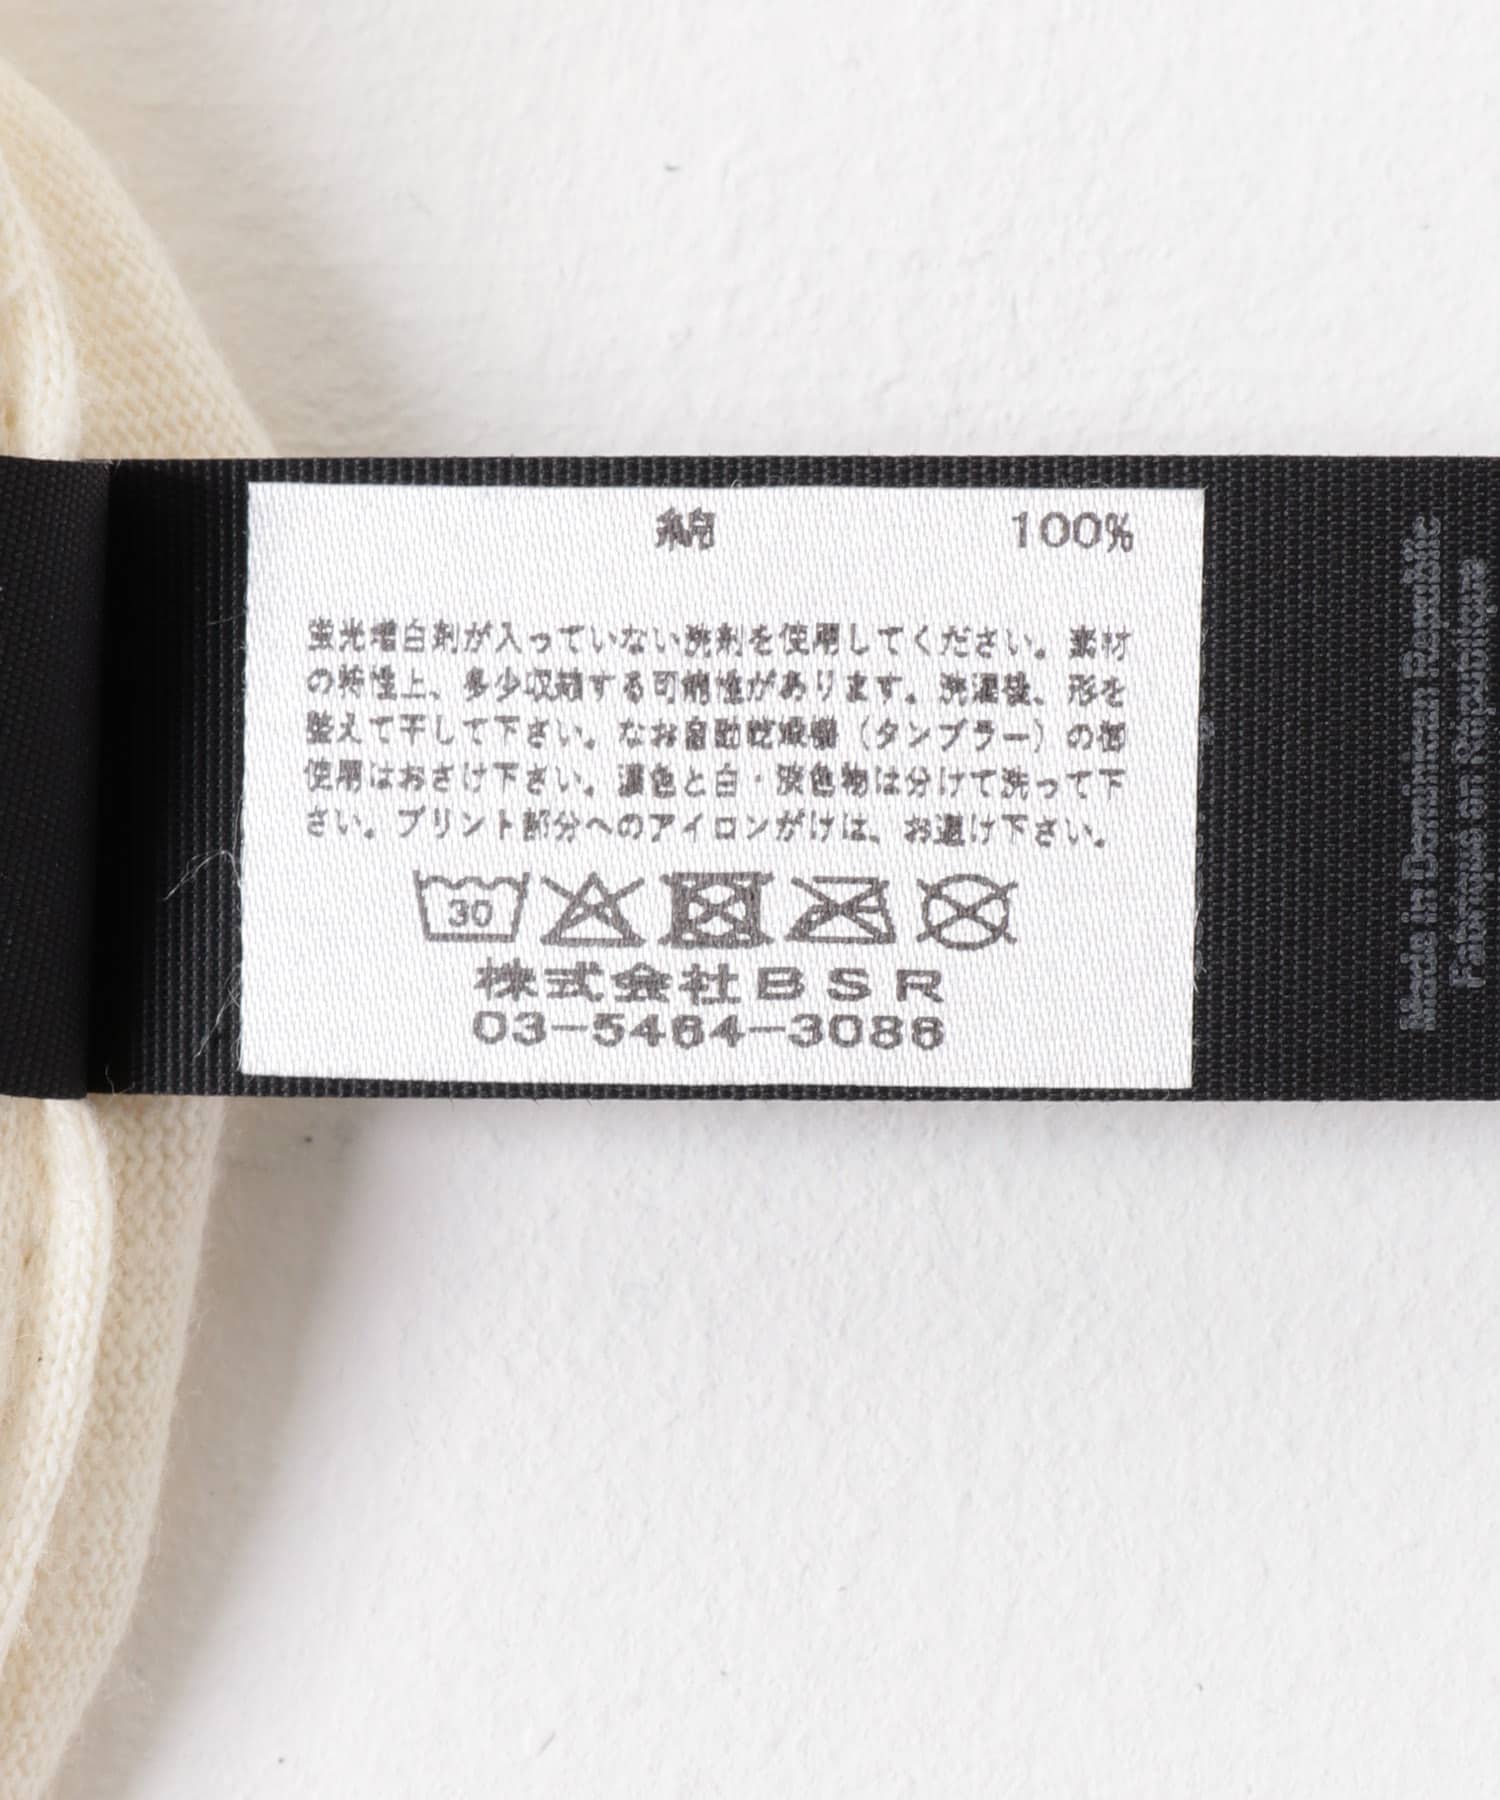 綿 100%
蛍光増白剤が入っていない洗剤を使用してください。素材
の特性上、多少収縮する可能性があります。洗濯後、形を
整えて干して下さい。なお自動乾燥機（タンブラー）の御
使用はおさけ下さい。濃色と白・淡色物は分けて洗って下
さい。プリント部分へのアイロンがけは、お避け下さい。
30
株式会社BSR
03-5464-3086
Made in Dominican Republic
Fabriqué en République